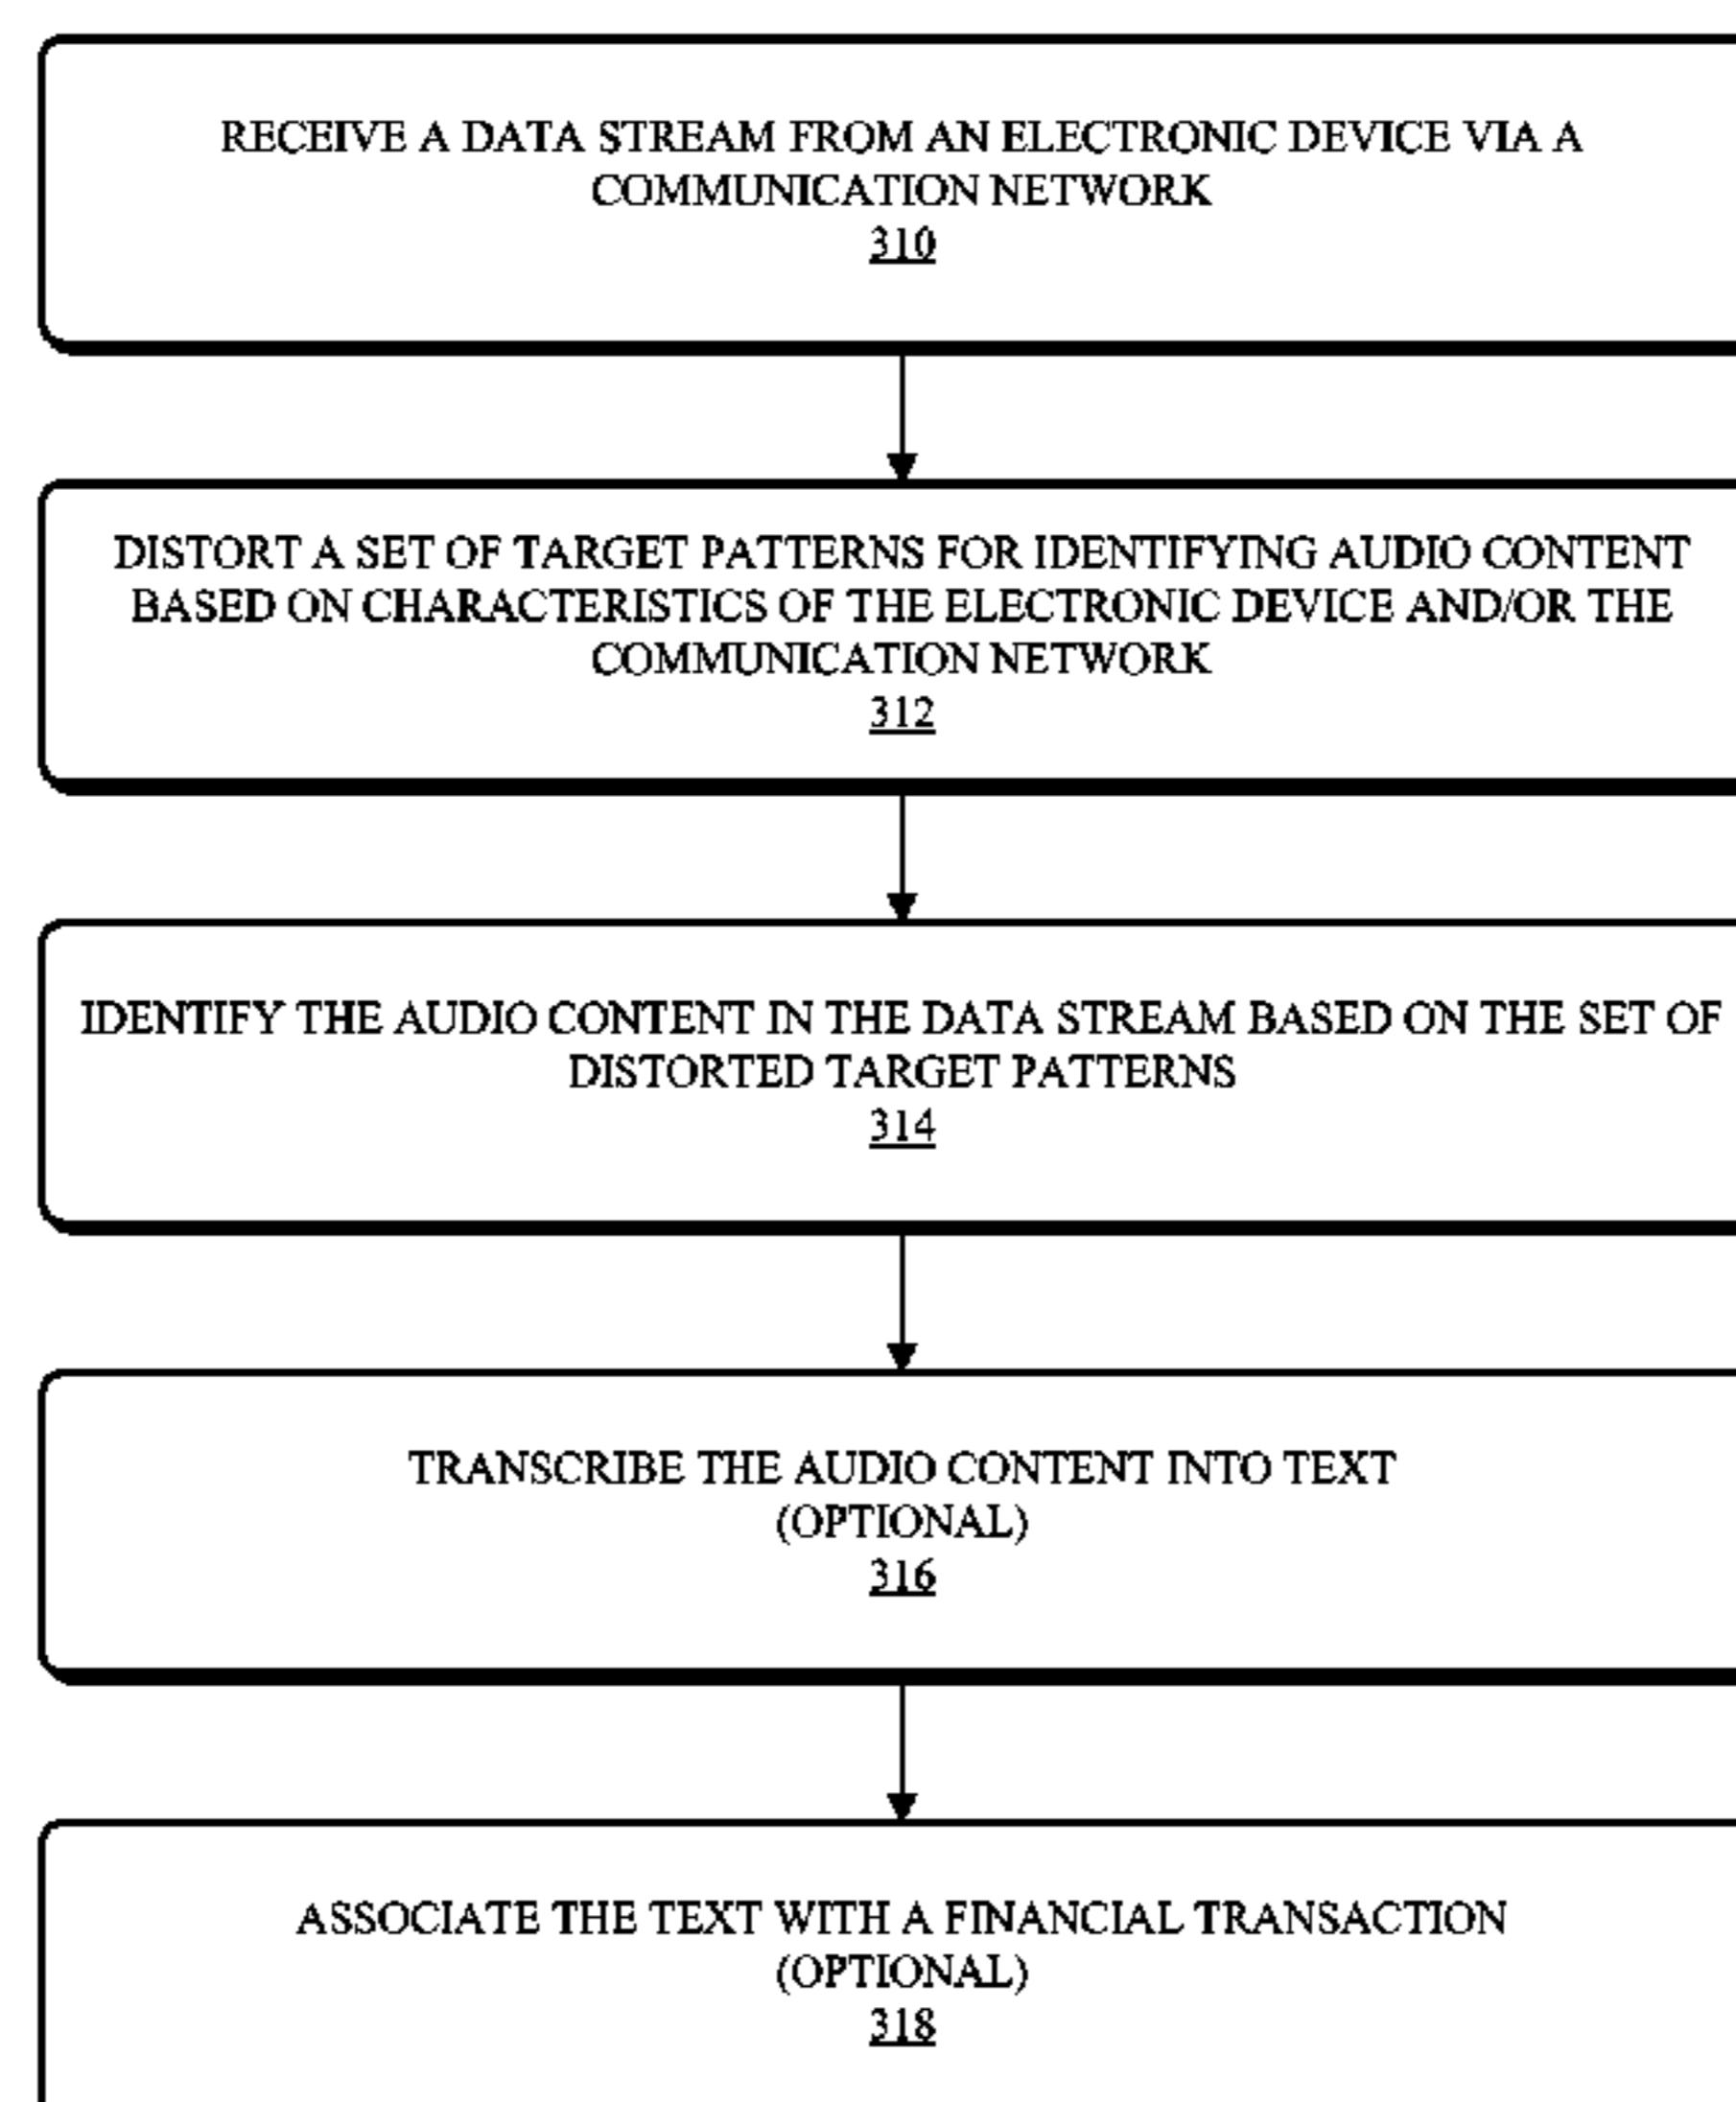 RECEIVE A DATA STREAM FROM AN ELECTRONIC DEVICE VIA A
COMMUNICATION NETWORK
310
DISTORT A SET OF TARGET PATTERNS FOR IDENTIFYING AUDIO CONTENT
BASED ON CHARACTERISTICS OF THE ELECTRONIC DEVICE AND/OR THE
COMMUNICATION NETWORK
312
IDENTIFY THE AUDIO CONTENT IN THE DATA STREAM BASED ON THE SET OF
DISTORTED TARGET PATTERNS
314
TRANSCRIBE THE AUDIO CONTENT INTO TEXT
(OPTIONAL)
316
ASSOCIATE THE TEXT WITH A FINANCIAL TRANSACTION
(OPTIONAL)
318